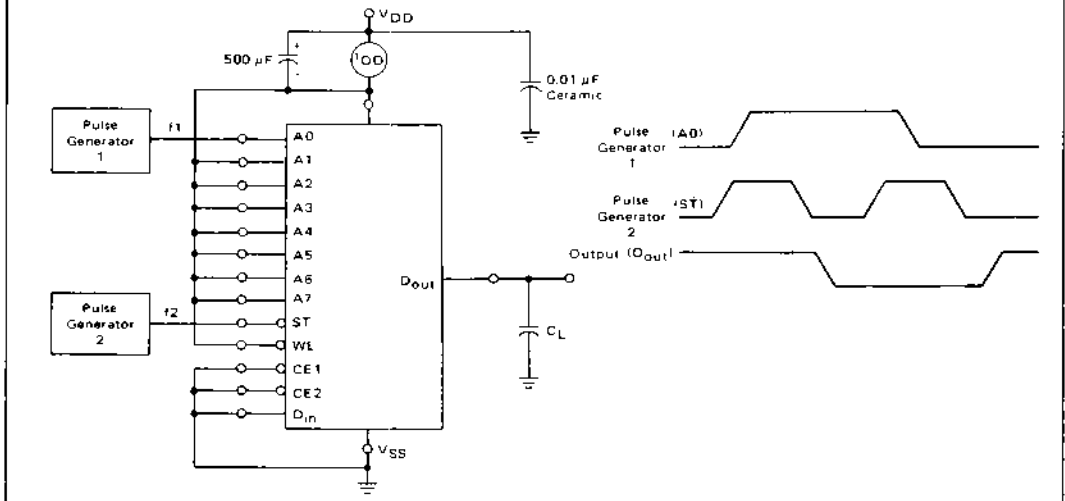 VDD
500 µF
+
-
IDD
0.01 µF
Ceramic
Pulse
Generator
1
f1
A0
A1
A2
A3
A4
A5
A6
A7
ST
WE
CE1
CE2
Din
Dout
VSS
CL
Pulse
Generator
2
f2
Pulse (A0)
Generator
1
Pulse (ST)
Generator
2
Output (Dout)